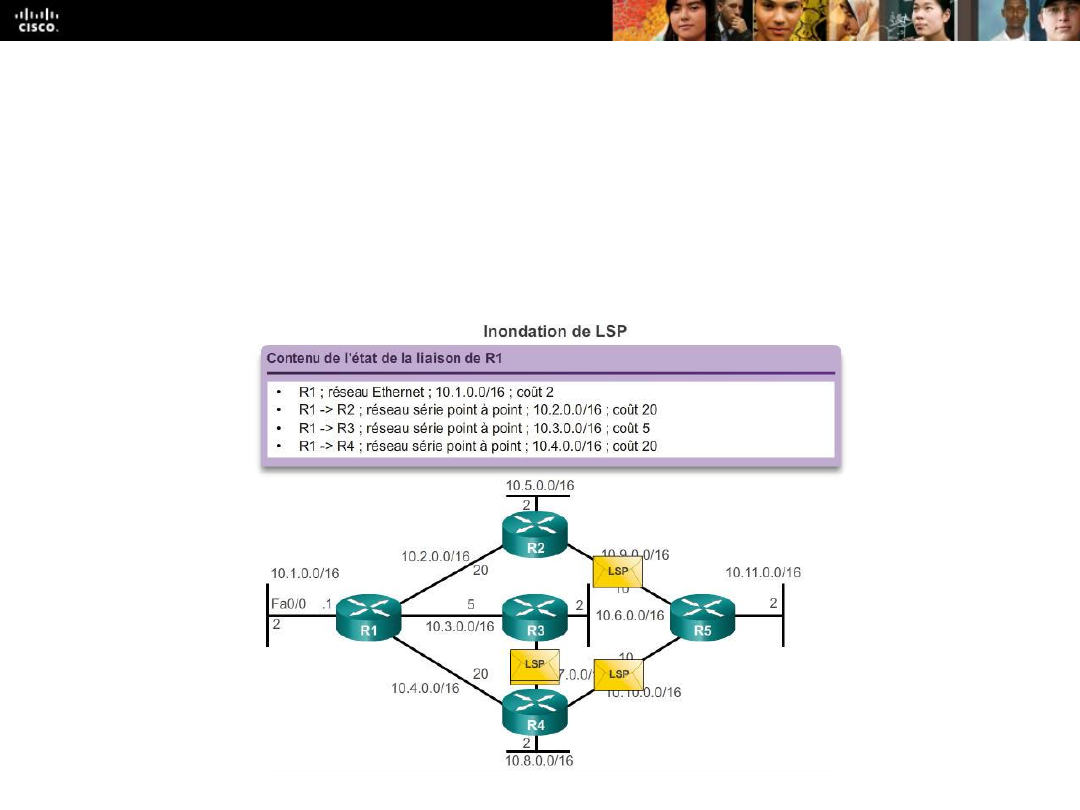 CISCO.
Inondation de LSP
Contenu de l'état de la liaison de R1
• R1 ; réseau Ethernet ; 10.1.0.0/16 ; coût 2
• R1 -> R2 ; réseau série point à point ; 10.2.0.0/16 ; coût 20
• R1 -> R3 ; réseau série point à point ; 10.3.0.0/16 ; coût 5
• R1 -> R4 ; réseau série point à point ; 10.4.0.0/16 ; coût 20
10.5.0.0/16
2
R2
10.2.0.0/16
20
10.9.0.0/16
LSP
10
10.1.0.0/16
10.11.0.0/16
Fa0/0 .1
2
R1
5
10.3.0.0/16
R3
2
10.6.0.0/16
R5
2
LSP
10
LSP
20
10.4.0.0/16
10.10.0.0/16
R4
2
10.8.0.0/16